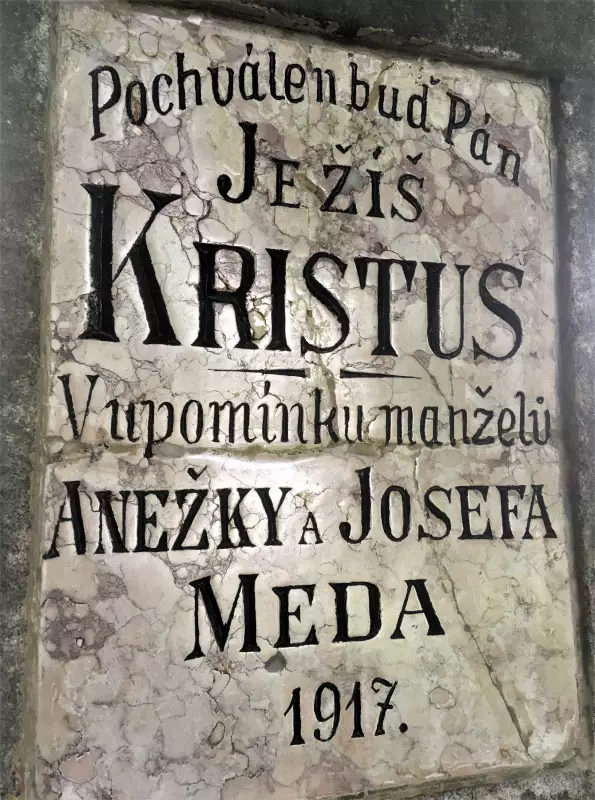 Pochválen buď Pán
JEŽÍŠ
KRISTUS
V upomínku manželů
ANEŽKY A JOSEFA
MEDA
1917.